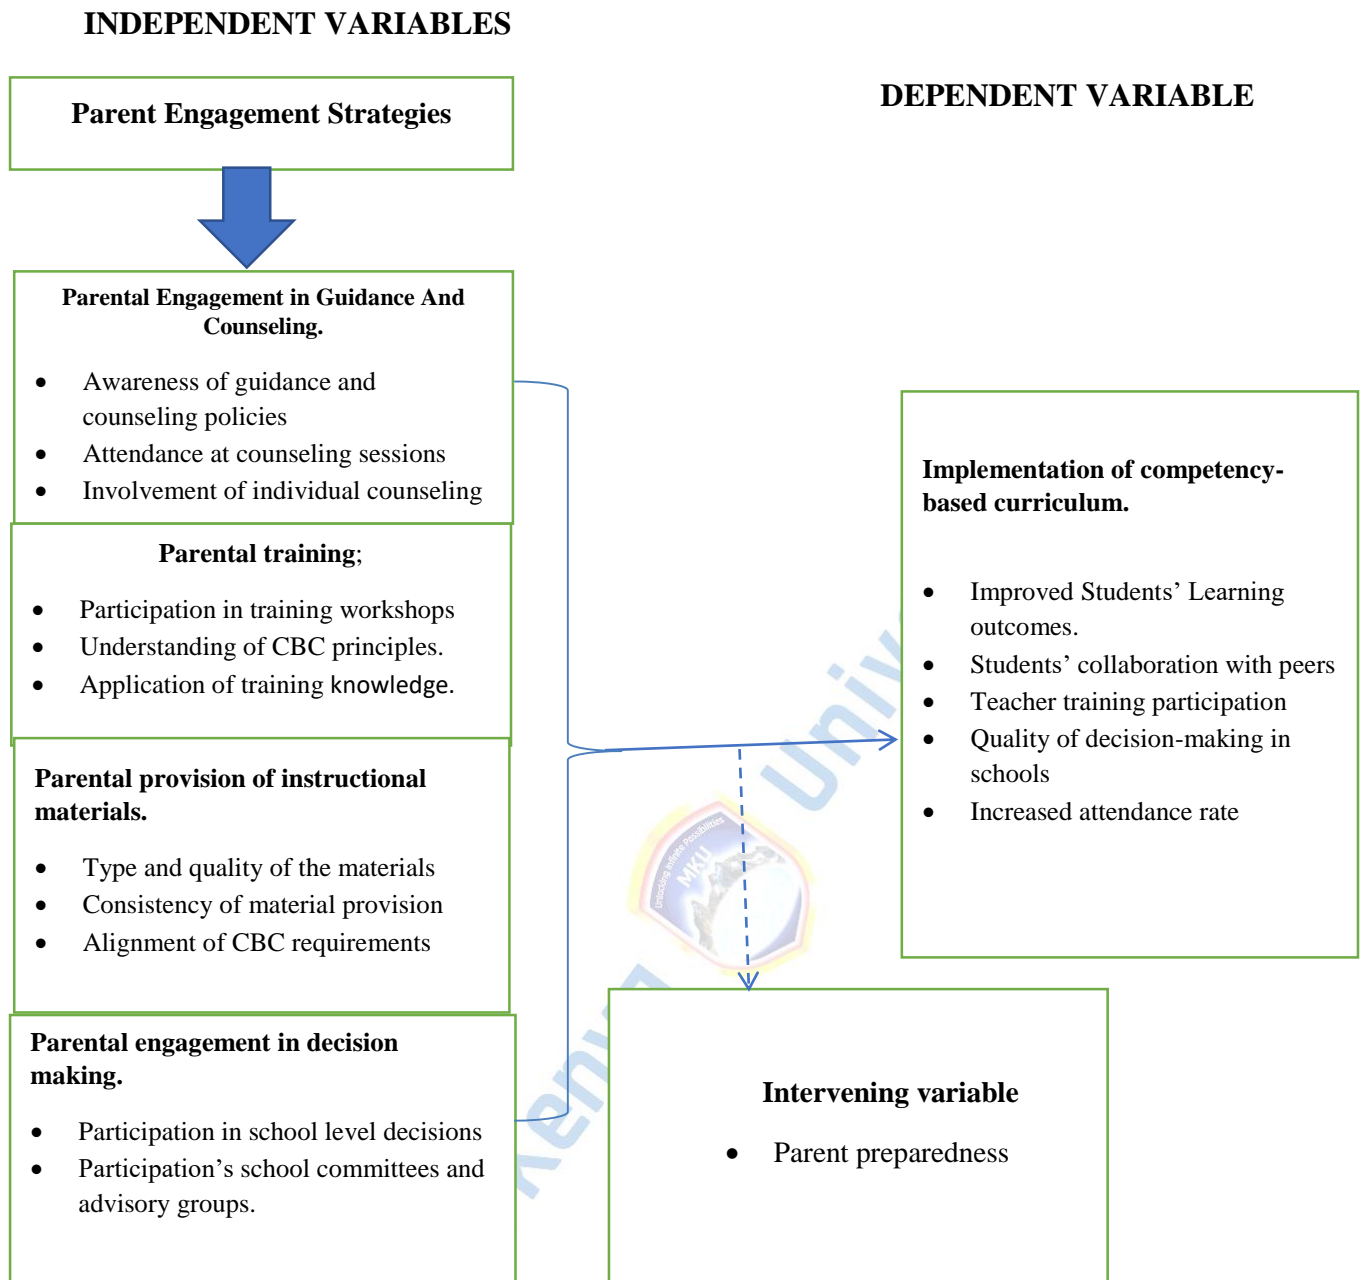 INDEPENDENT VARIABLES
DEPENDENT VARIABLE
Parent Engagement Strategies
Parental Engagement in Guidance And
Counseling.
• Awareness of guidance and
counseling policies
• Attendance at counseling sessions
• Involvement of individual counseling
Parental training;
• Participation in training workshops
• Understanding of CBC principles.
• Application of training knowledge.
Parental provision of instructional
materials.
• Type and quality of the materials
• Consistency of material provision
• Alignment of CBC requirements
Parental engagement in decision
making.
• Participation in school level decisions
• Participation’s school committees and
advisory groups.
Implementation of competency-
based curriculum.
• Improved Students’ Learning
outcomes.
• Students’ collaboration with peers
• Teacher training participation
• Quality of decision-making in
schools
• Increased attendance rate
Intervening variable
• Parent preparedness
MKU
Unlocking Infinite Possibilities